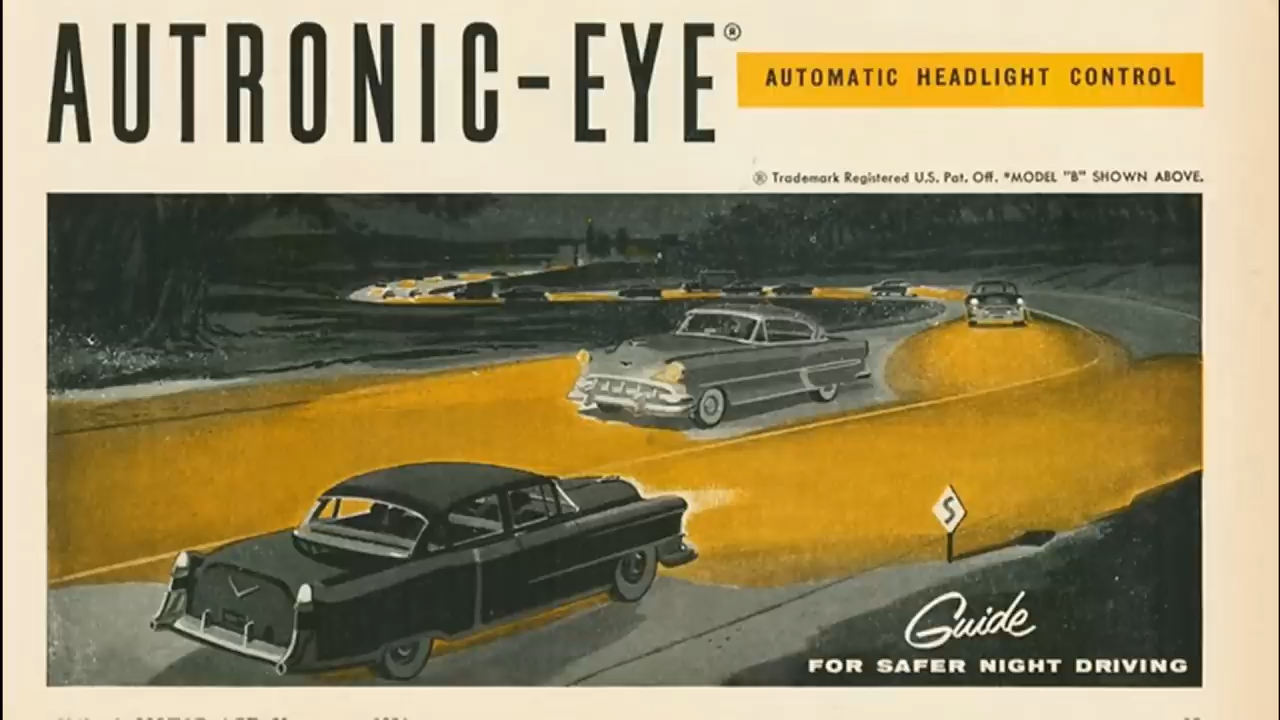 AUTRONIC-EYE®
AUTOMATIC HEADLIGHT CONTROL
® Trademark Registered U.S. Pat. Off. *MODEL "B" SHOWN ABOVE.
S
Guide
FOR SAFER NIGHT DRIVING